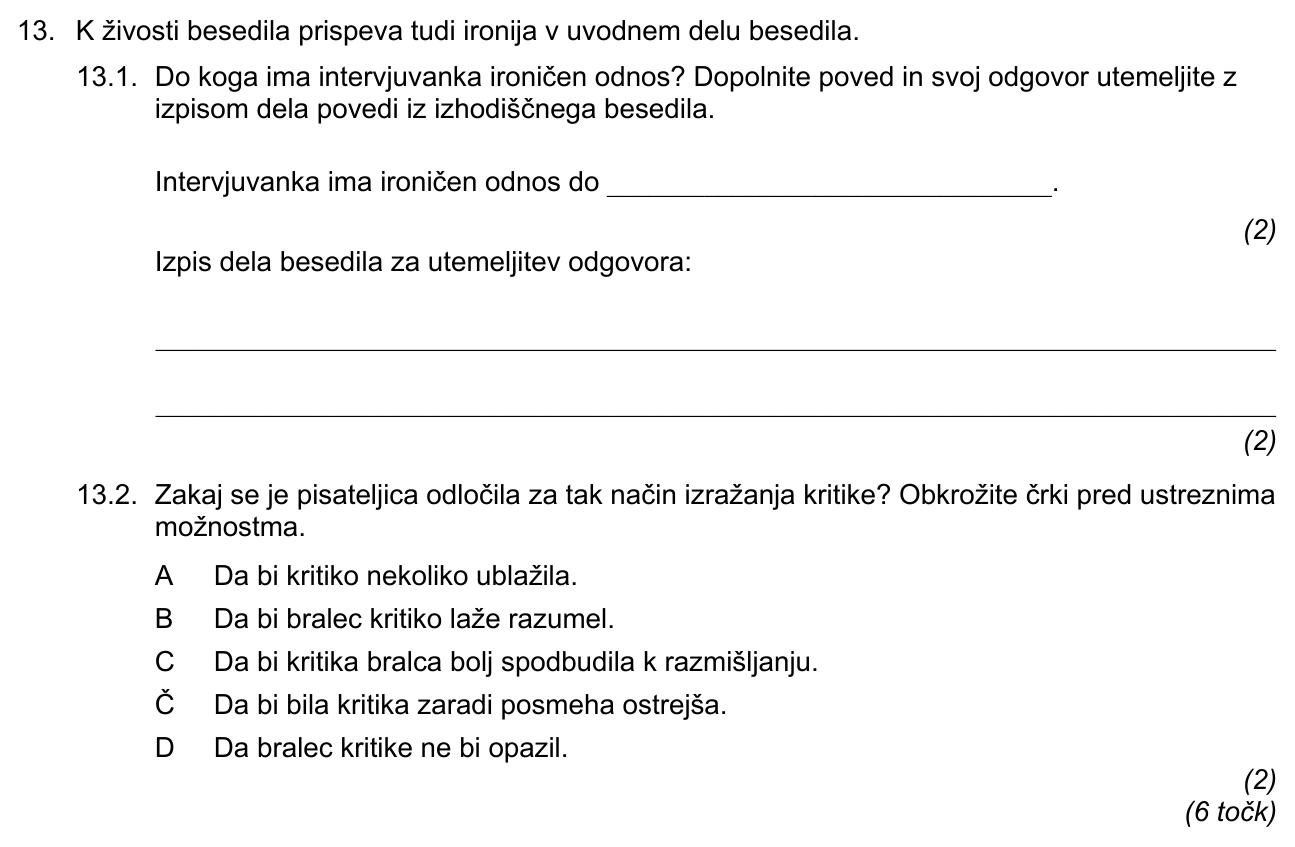 13. K živosti besedila prispeva tudi ironija v uvodnem delu besedila.
13.1. Do koga ima intervjuvanka ironičen odnos? Dopolnite poved in svoj odgovor utemeljite z
izpisom dela povedi iz izhodiščnega besedila.
Intervjuvanka ima ironičen odnos do ______________________________.
(2)
Izpis dela besedila za utemeljitev odgovora:
(2)
13.2. Zakaj se je pisateljica odločila za tak način izražanja kritike? Obkrožite črki pred ustreznima
možnostma.
A Da bi kritiko nekoliko ublažila.
B Da bi bralec kritiko laže razumel.
C Da bi kritika bralca bolj spodbudila k razmišljanju.
Č Da bi bila kritika zaradi posmeha ostrejša.
D Da bralec kritike ne bi opazil.
(2)
(6 točk)